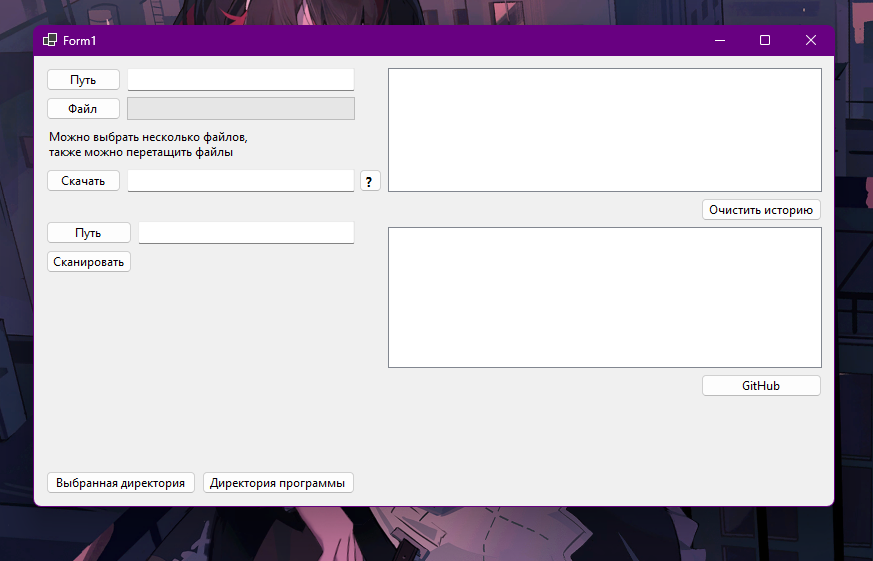 Form1
Путь
Файл
Можно выбрать несколько файлов,
также можно перетащить файлы
Скачать
?
Очистить историю
Путь
Сканировать
GitHub
Выбранная директория
Директория программы